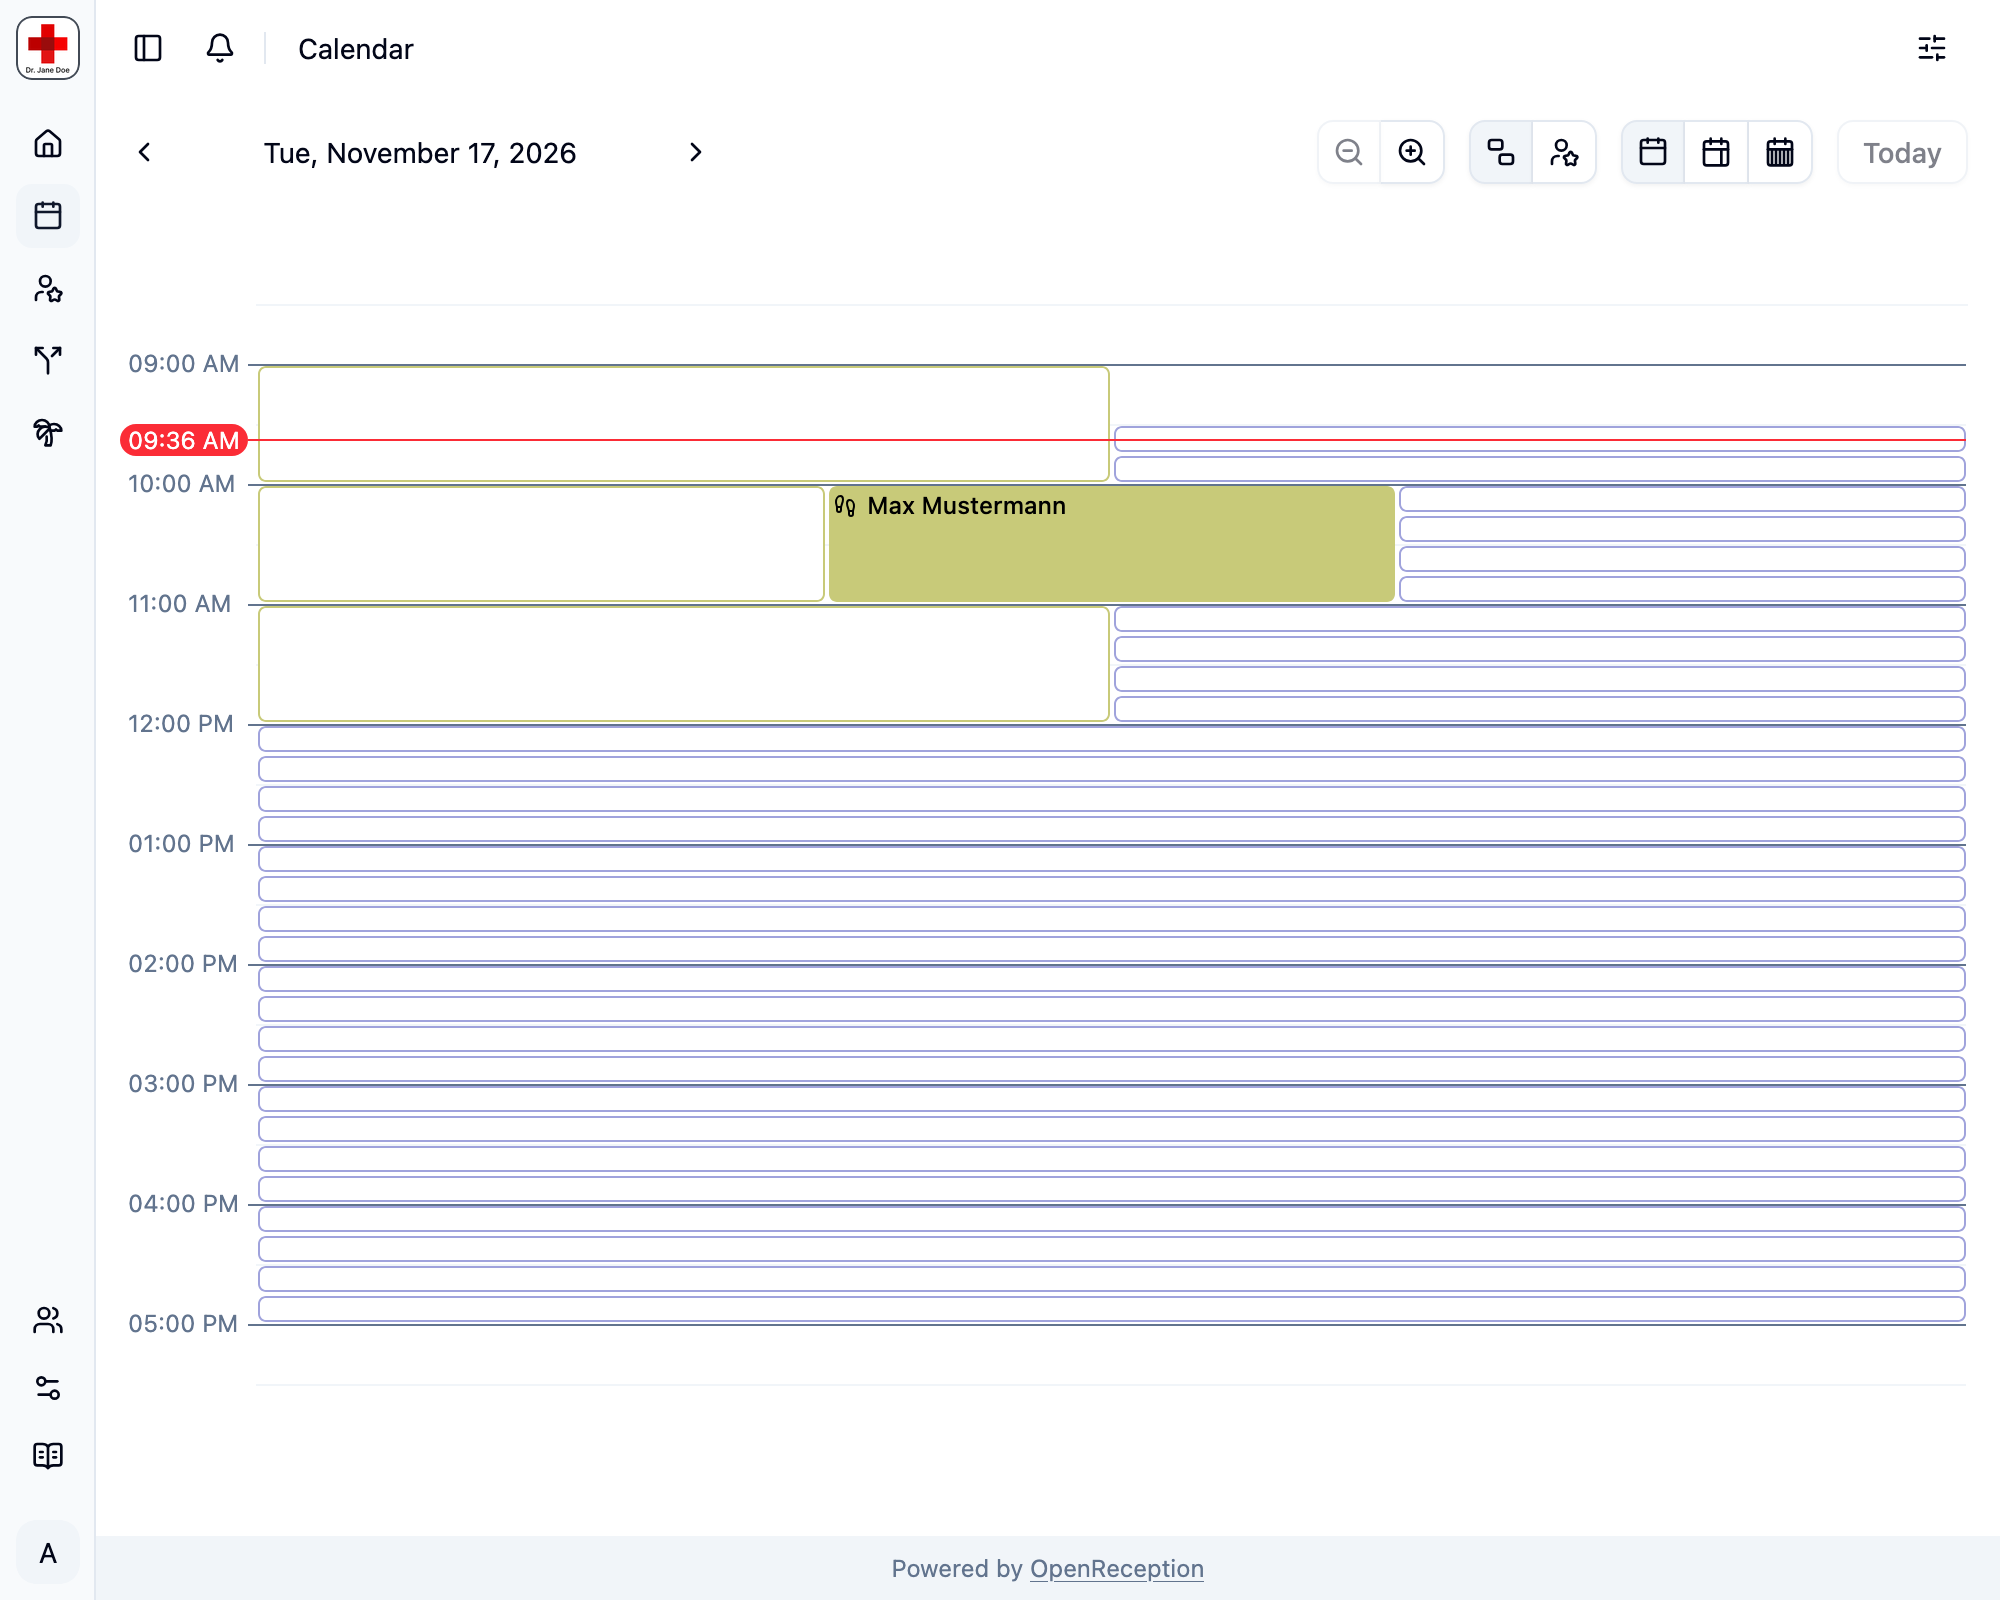 Dr. Jane Doe
Calendar
Tue, November 17, 2026
Today
09:00 AM
09:36 AM
10:00 AM
Max Mustermann
11:00 AM
12:00 PM
01:00 PM
02:00 PM
03:00 PM
04:00 PM
05:00 PM
A
Powered by OpenReception